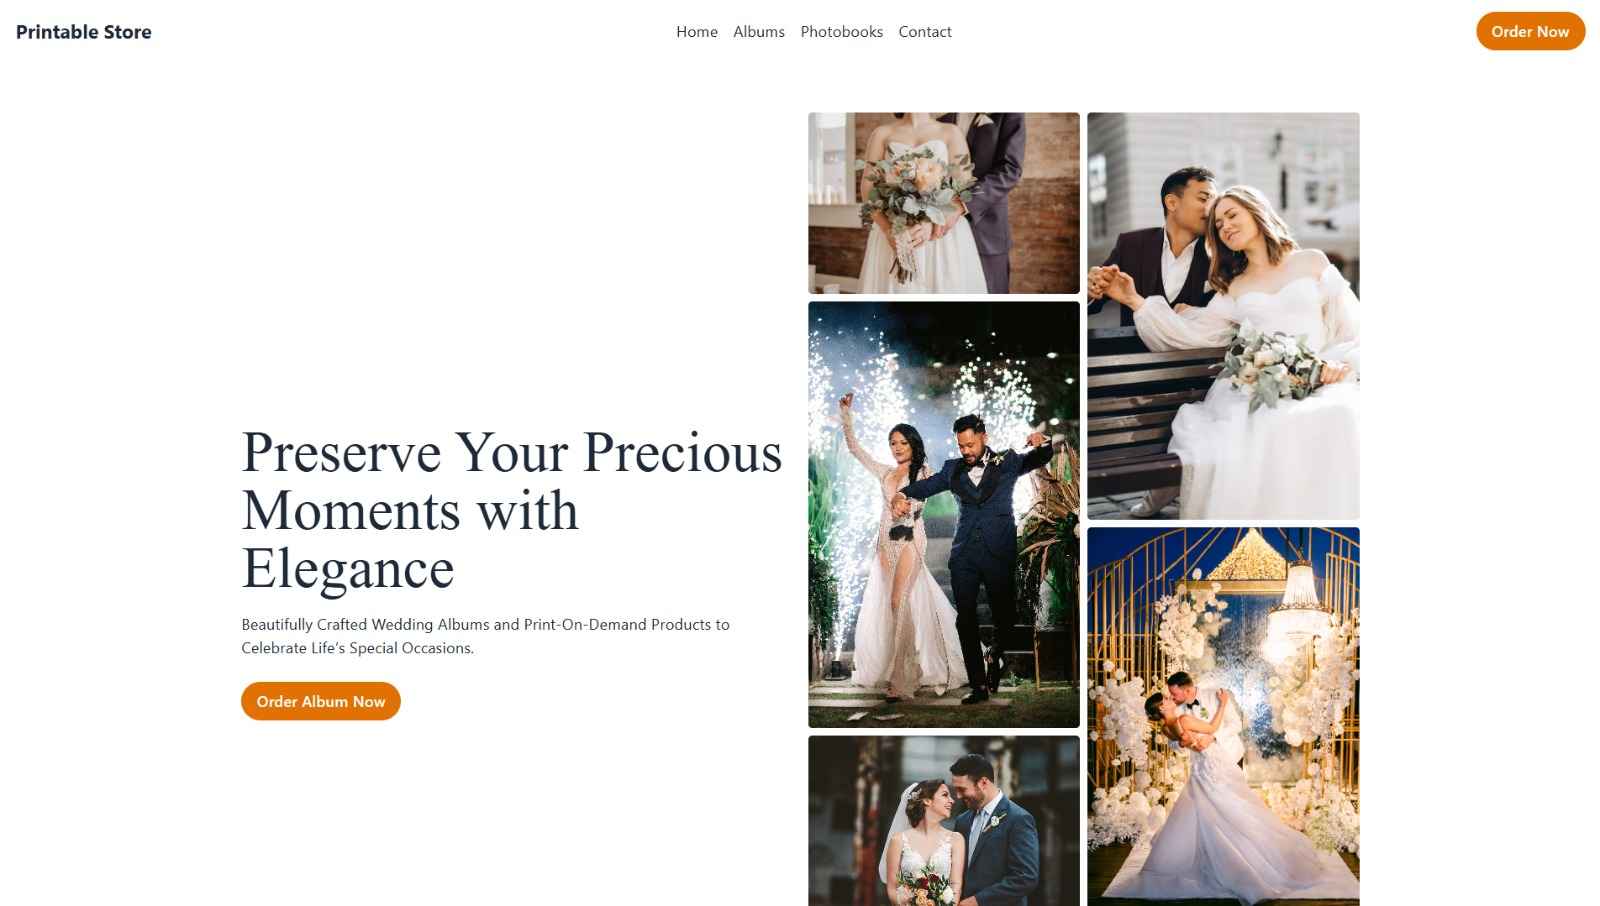 Printable Store
Home Albums Photobooks Contact
Order Now
Preserve Your Precious
Moments with
Elegance
Beautifully Crafted Wedding Albums and Print-On-Demand Products to
Celebrate Life's Special Occasions.
Order Album Now